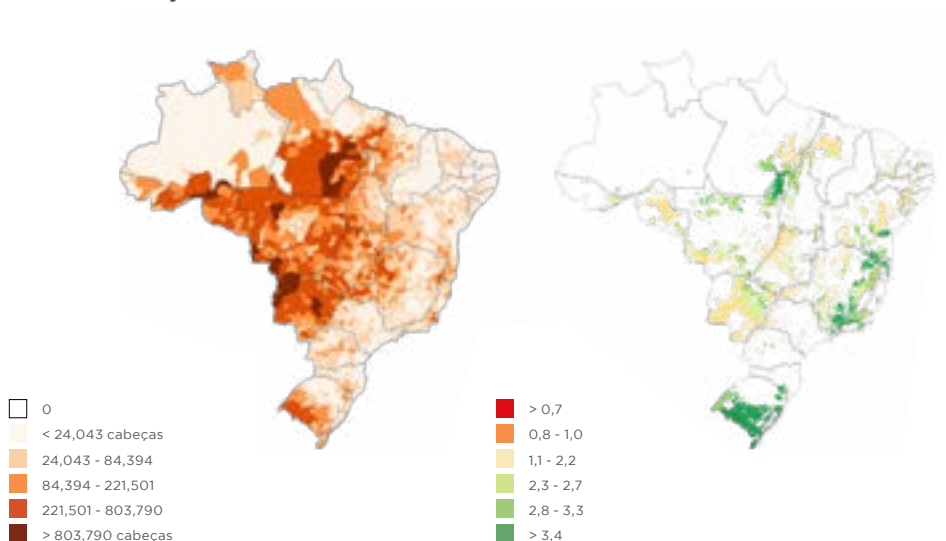 0
< 24,043 cabeças
24,043 - 84,394
84,394 - 221,501
221,501 - 803,790
> 803,790 cabeças
> 0,7
0,8 - 1,0
1,1 - 2,2
2,3 - 2,7
2,8 - 3,3
> 3,4